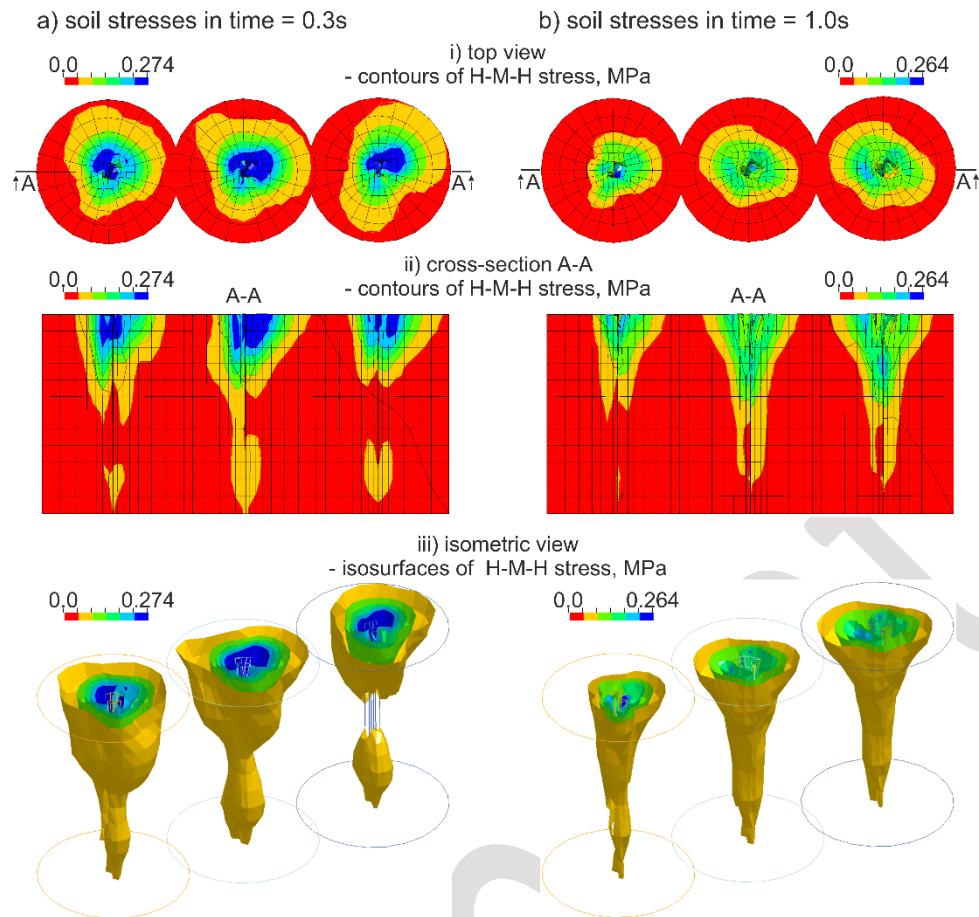 a) soil stresses in time = 0.3s
b) soil stresses in time = 1.0s
i) top view
- contours of H-M-H stress, MPa
0.0 0.274
0.0 0.264
↑A
A↑
↑A
A↑
ii) cross-section A-A
- contours of H-M-H stress, MPa
0.0 0.274
0.0 0.264
A-A
A-A
iii) isometric view
- isosurfaces of H-M-H stress, MPa
0.0 0.274
0.0 0.264